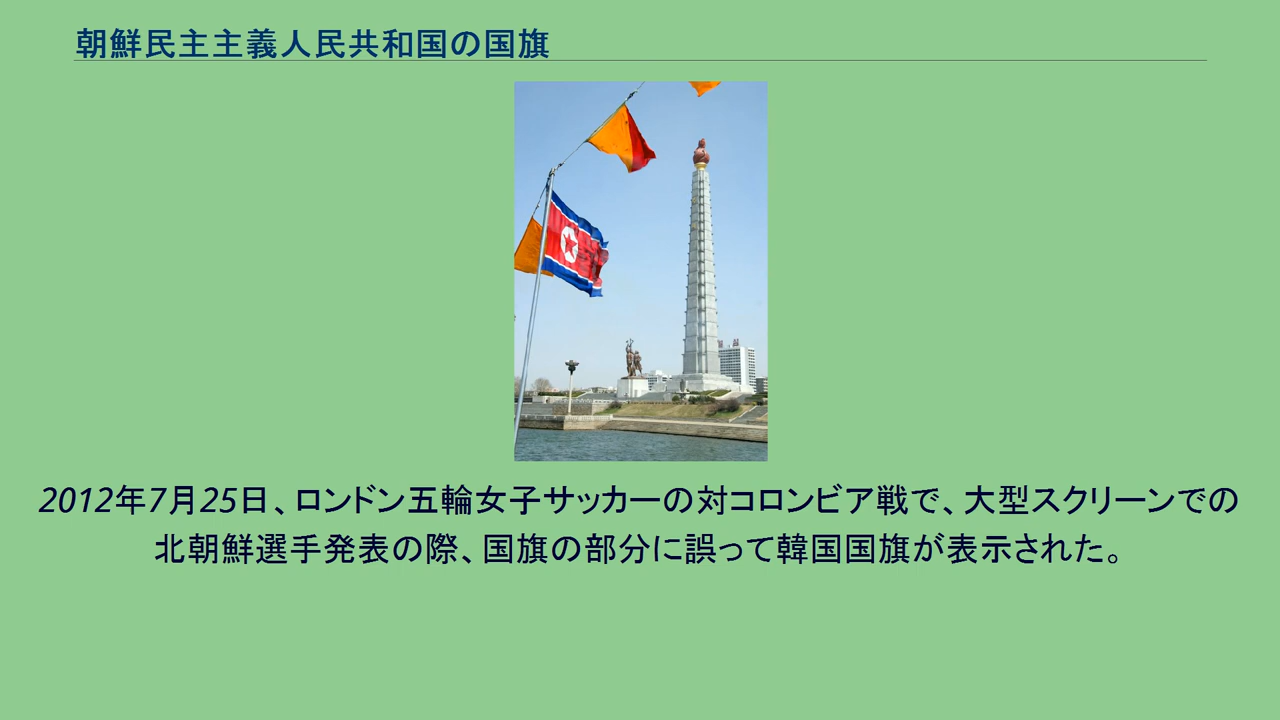 朝鮮民主主義人民共和国の国旗
2012年7月25日、ロンドン五輪女子サッカーの対コロンビア戦で、大型スクリーンでの
北朝鮮選手発表の際、国旗の部分に誤って韓国国旗が表示された。